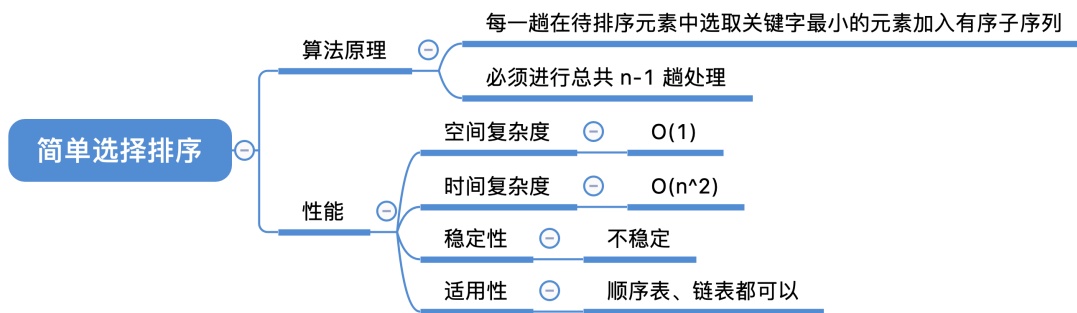 简单选择排序
算法原理
每一趟在待排序元素中选取关键字最小的元素加入有序子序列
必须进行总共 n-1 趟处理
性能
空间复杂度
O(1)
时间复杂度
O(n^2)
稳定性
不稳定
适用性
顺序表、链表都可以